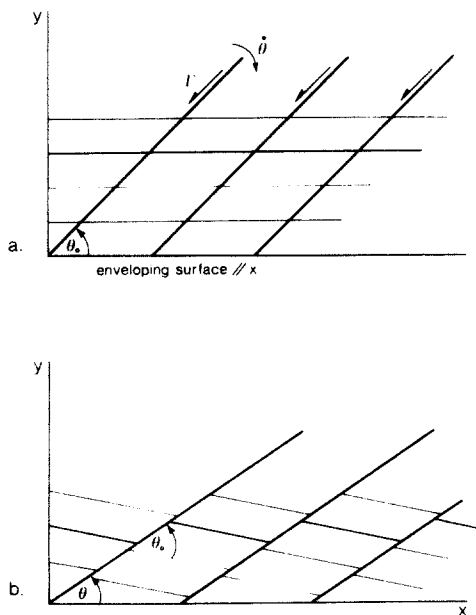 y
θ̇
Γ
θ₀
a.
enveloping surface // x
y
θ₀
θ
b.
x